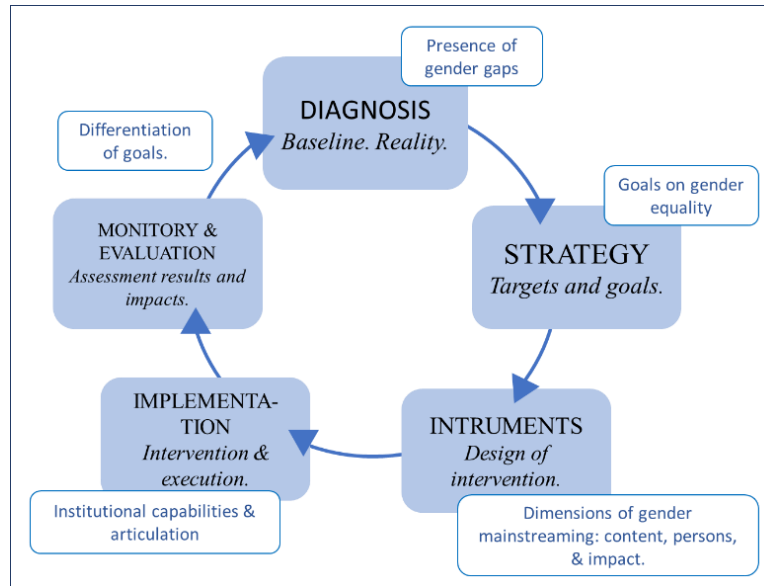 Presence of
gender gaps
DIAGNOSIS
Baseline. Reality.
Differentiation
of goals.
Goals on gender
equality
MONITORY &
EVALUATION
Assessment results and
impacts.
STRATEGY
Targets and goals.
IMPLEMENTA-
TION
Intervention &
execution.
INTRUMENTS
Design of
intervention.
Institutional capabilities &
articulation
Dimensions of gender
mainstreaming: content, persons,
& impact.